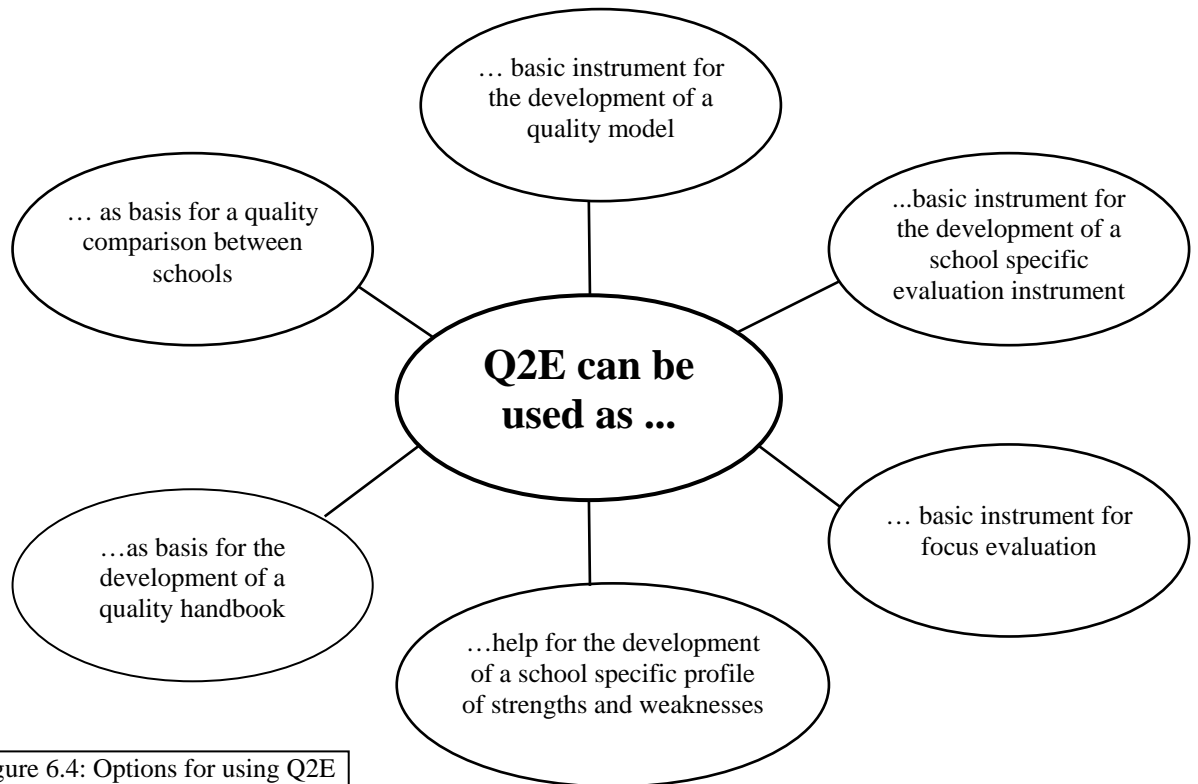 … basic instrument for
the development of a
quality model
… as basis for a quality
comparison between
schools
...basic instrument for
the development of a
school specific
evaluation instrument
Q2E can be
used as ...
…as basis for the
development of a
quality handbook
… basic instrument for
focus evaluation
…help for the development
of a school specific profile
of strengths and weaknesses
gure 6.4: Options for using Q2E